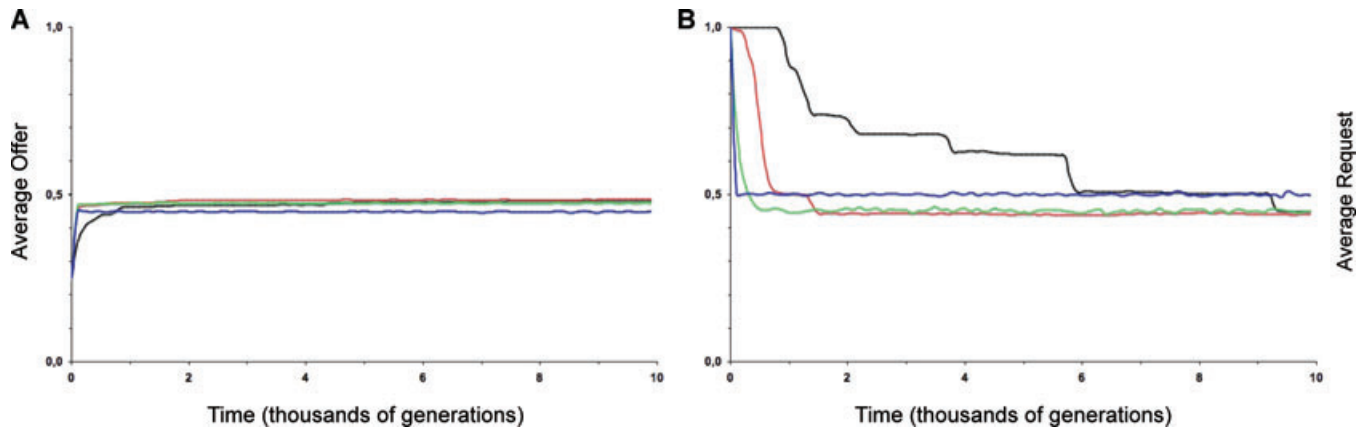 A
1,0
0,5
0,0
Average Offer
0 2 4 6 8 10
Time (thousands of generations)
B
1,0
0,5
0,0
0 2 4 6 8 10
Time (thousands of generations)
Average Request